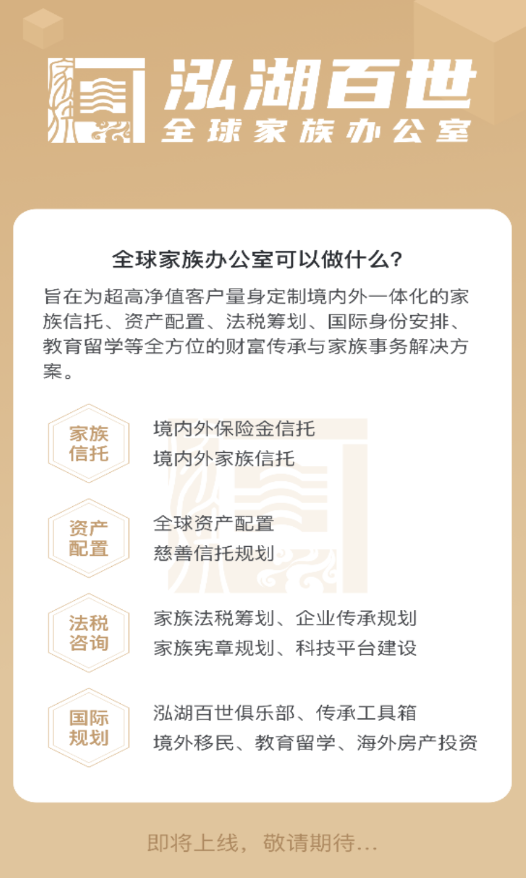 泓湖百世
全球家族办公室
全球家族办公室可以做什么?
旨在为超高净值客户量身定制境内外一体化的家
族信托、资产配置、法税筹划、国际身份安排、
教育留学等全方位的财富传承与家族事务解决方
案。
家族
信托
境内外保险金信托
境内外家族信托
资产
配置
全球资产配置
慈善信托规划
法税
咨询
家族法税筹划、企业传承规划
家族宪章规划、科技平台建设
国际
规划
泓湖百世俱乐部、传承工具箱
境外移民、教育留学、海外房产投资
即将上线，敬请期待...